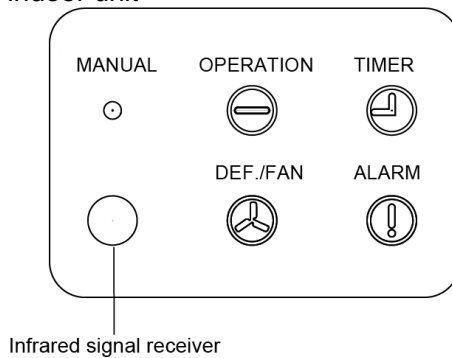 Indoor unit
MANUAL OPERATION TIMER
DEF./FAN ALARM
Infrared signal receiver